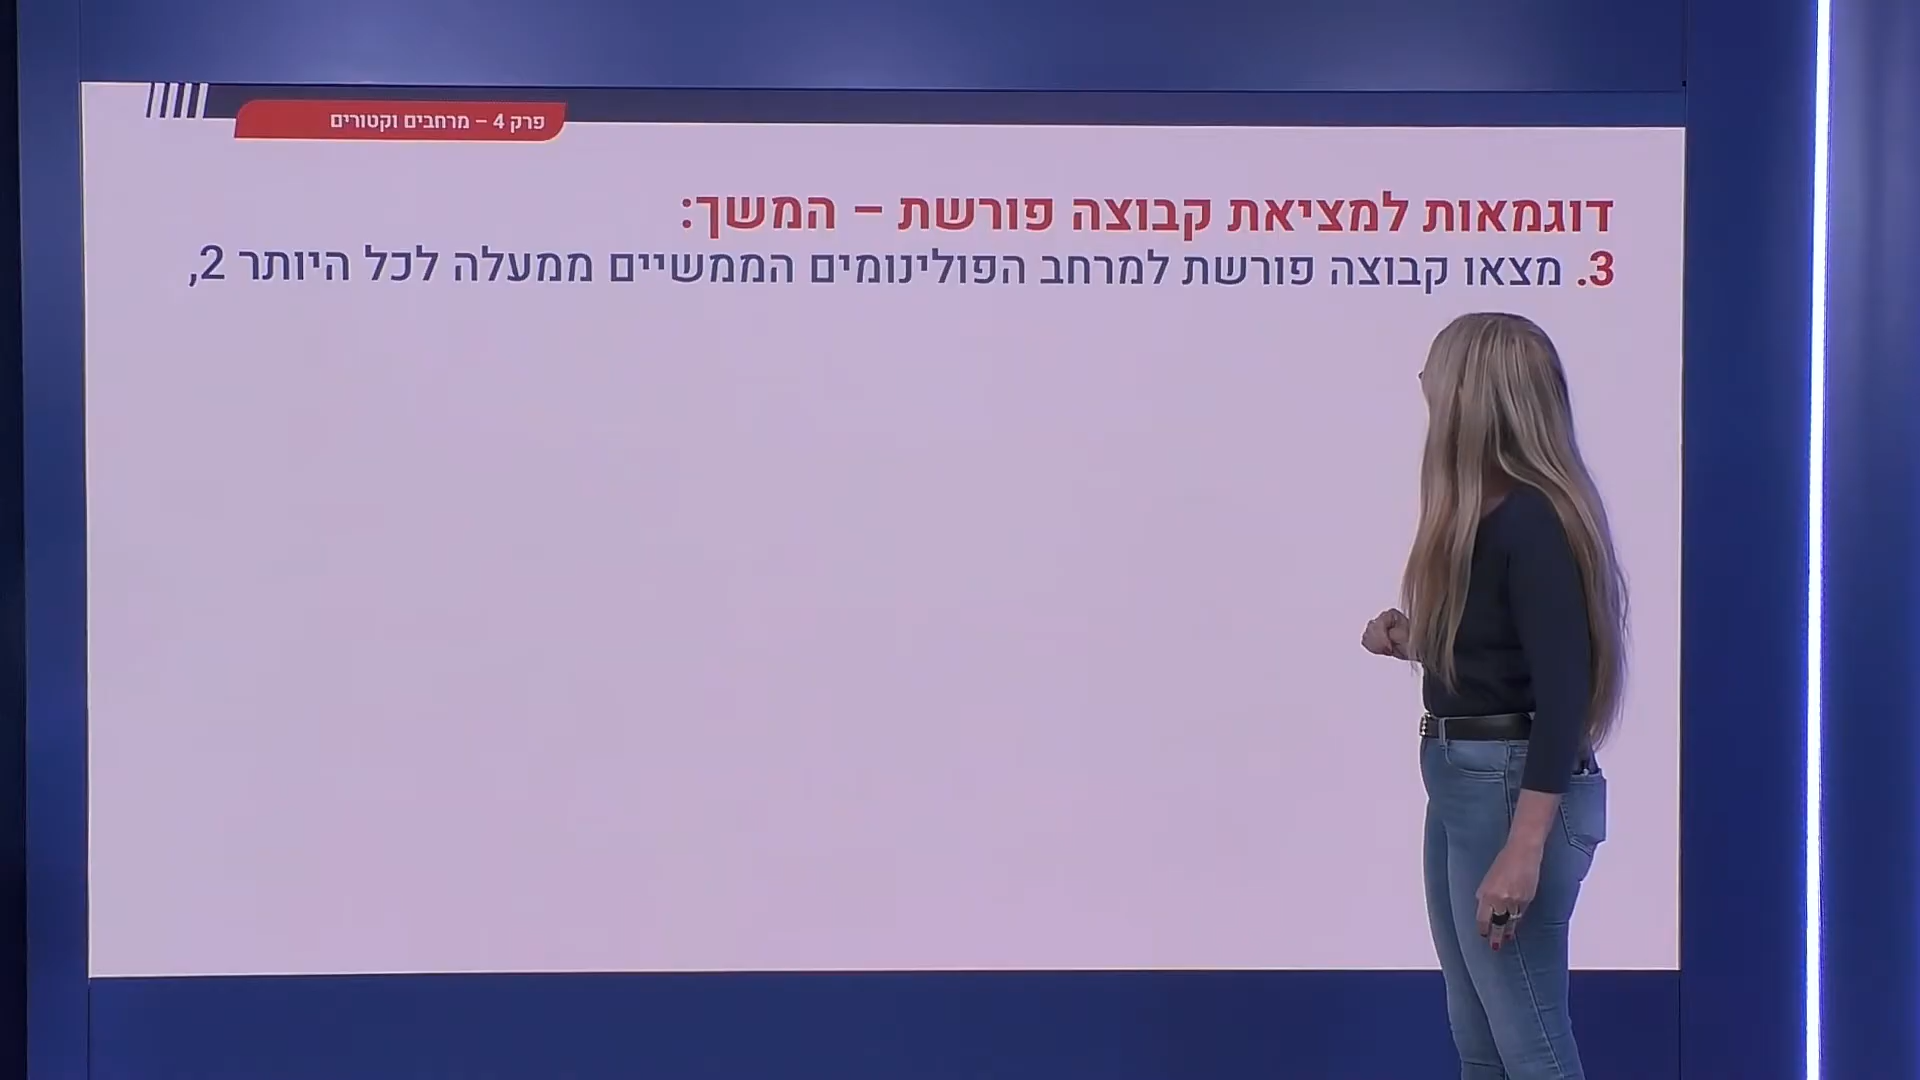 פרק 4 – מרחבים וקטורים
דוגמאות למציאת קבוצה פורשת – המשך:
3. מצאו קבוצה פורשת למרחב הפולינומים הממשיים ממעלה לכל היותר 2,